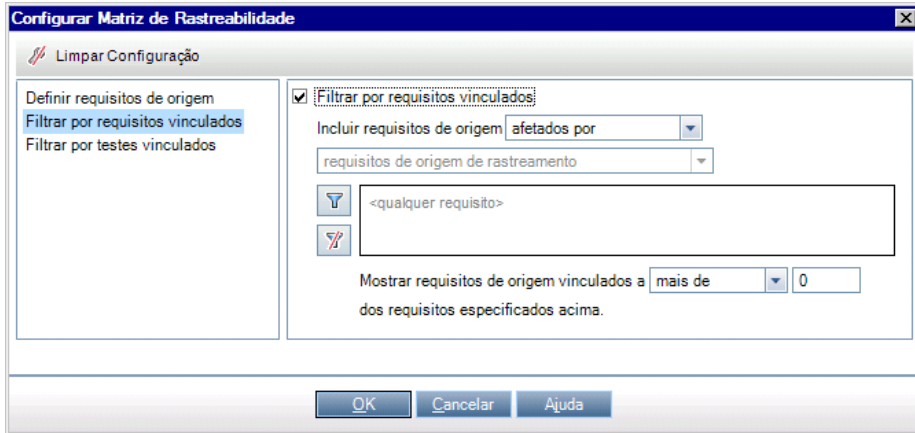 Configurar Matriz de Rastreabilidade
Limpar Configuração
Definir requisitos de origem
Filtrar por requisitos vinculados
Filtrar por testes vinculados
Filtrar por requisitos vinculados
Incluir requisitos de origem afetados por
requisitos de origem de rastreamento
<qualquer requisito>
Mostrar requisitos de origem vinculados a mais de 0
dos requisitos especificados acima.
OK Cancelar Ajuda